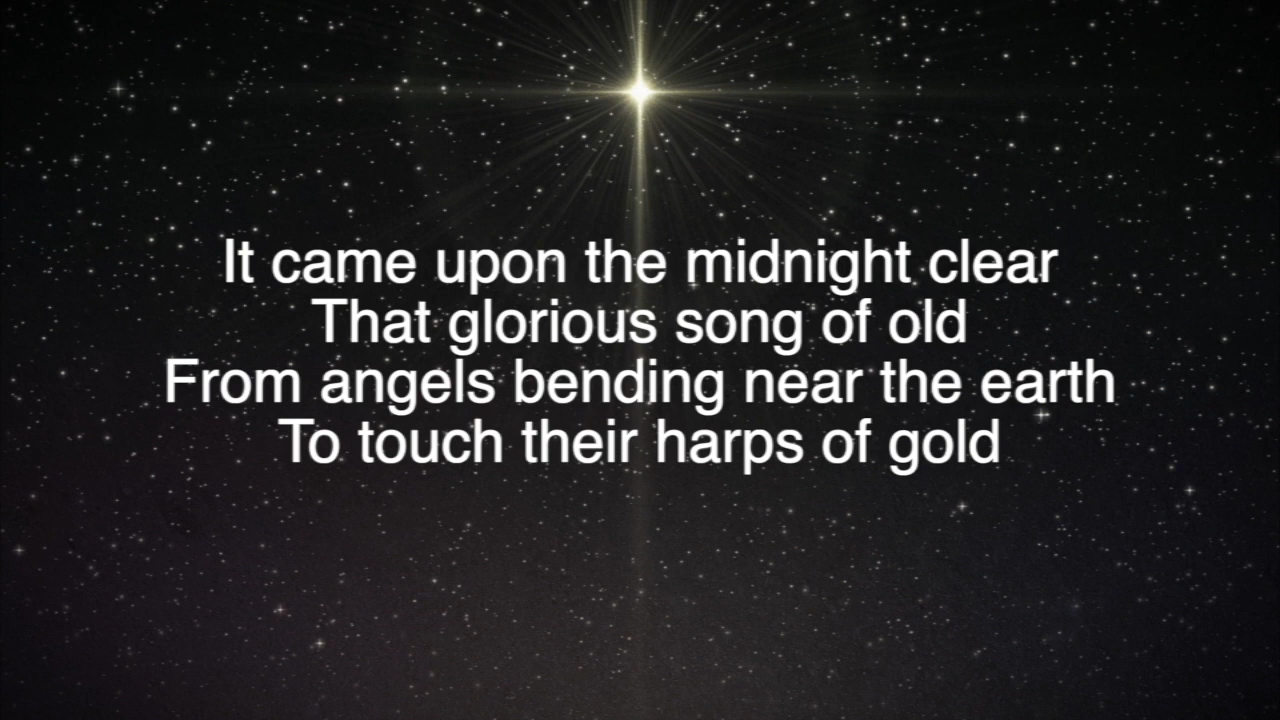 It came upon the midnight clear
That glorious song of old
From angels bending near the earth
To touch their harps of gold